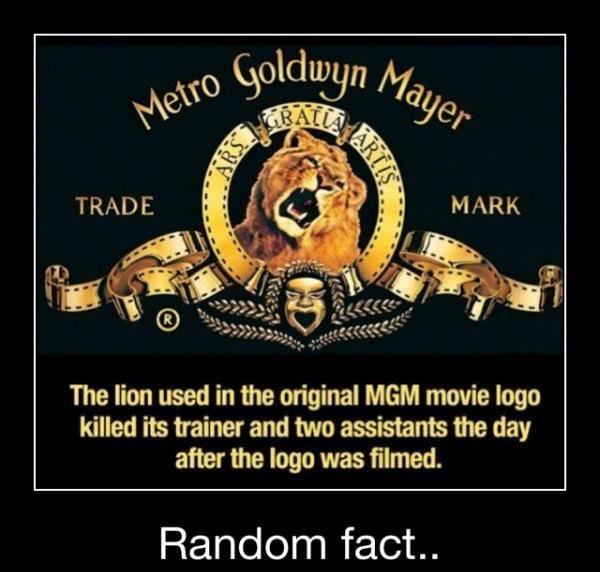 Metro Goldwyn Mayer
ARS GRATIA ARTIS
TRADE MARK
®
The lion used in the original MGM movie logo
killed its trainer and two assistants the day
after the logo was filmed.
Random fact..